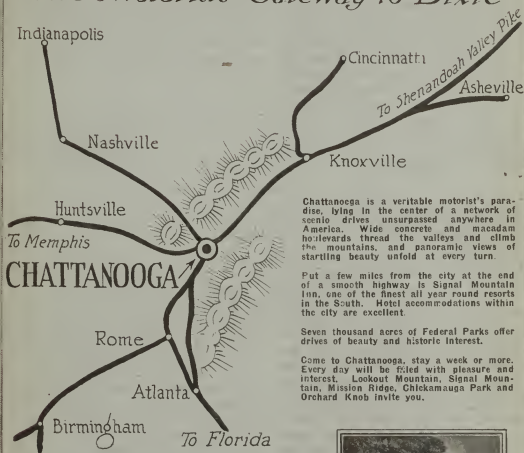 Gateway to Dixie
Indianapolis
Cincinnati
To Shenandoah Valley Pike
Asheville
Nashville
Knoxville
Huntsville
To Memphis
CHATTANOOGA
Rome
Atlanta
Birmingham
To Florida
Chattanooga is a veritable motorist's para-
dise, lying in the center of a network of
scenic drives unsurpassed anywhere in
America. Wide concrete and macadam
boulevards thread the valleys and climb
the mountains, and panoramic views of
startling beauty unfold at every turn.
Put a few miles from the city at the end
of a smooth highway is Signal Mountain
Inn, one of the finest all year round resorts
in the South. Hotel accommodations within
the city are excellent.
Seven thousand acres of Federal Parks offer
drives of beauty and historic interest.
Come to Chattanooga, stay a week or more.
Every day will be filled with pleasure and
interest. Lookout Mountain, Signal Moun-
tain, Mission Ridge, Chickamauga Park and
Orchard Knob invite you.